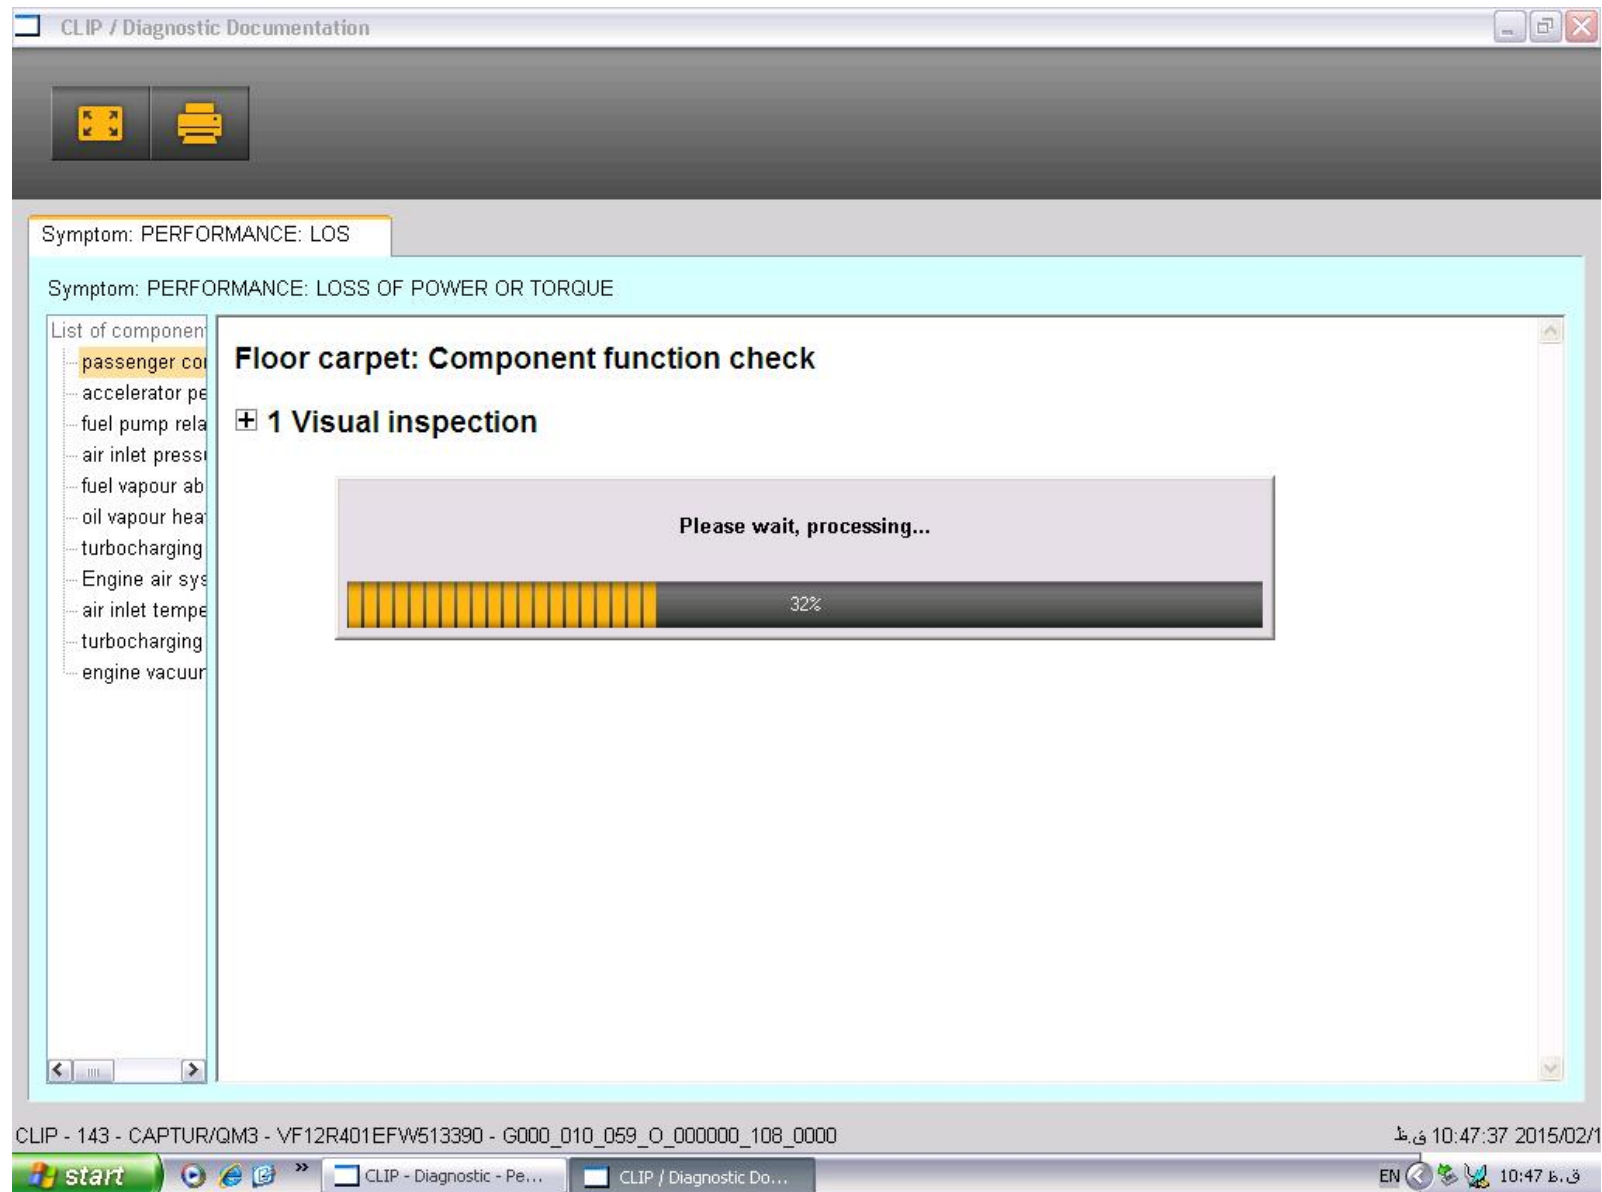 CLIP / Diagnostic Documentation
Symptom: PERFORMANCE: LOS
Symptom: PERFORMANCE: LOSS OF POWER OR TORQUE
List of componen
passenger co
accelerator pe
fuel pump rela
air inlet press
fuel vapour ab
oil vapour hea
turbocharging
Engine air sys
air inlet tempe
turbocharging
engine vacuu
Floor carpet: Component function check
1 Visual inspection
Please wait, processing...
32%
CLIP - 143 - CAPTUR/QM3 - VF12R401EFW513390 - G000_010_059_O_000000_108_0000
ق.ظ 10:47:37 2015/02/1
start
»
CLIP - Diagnostic - Pe...
CLIP / Diagnostic Do...
EN
10:47 ق.ظ